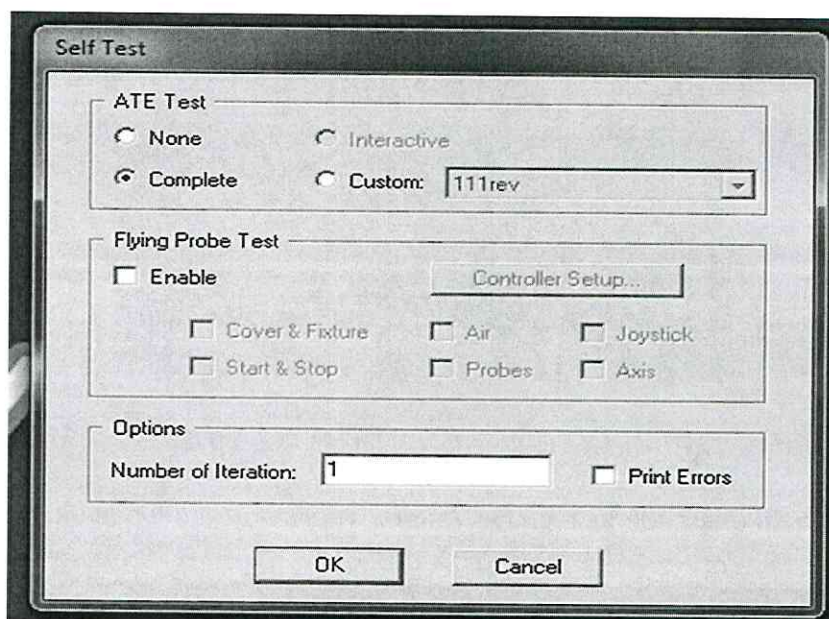 Self Test
ATE Test
None
Interactive
Complete
Custom: 111rev
Flying Probe Test
Enable
Controller Setup...
Cover & Fixture
Air
Joystick
Start & Stop
Probes
Axis
Options
Number of Iteration: 1
Print Errors
OK
Cancel